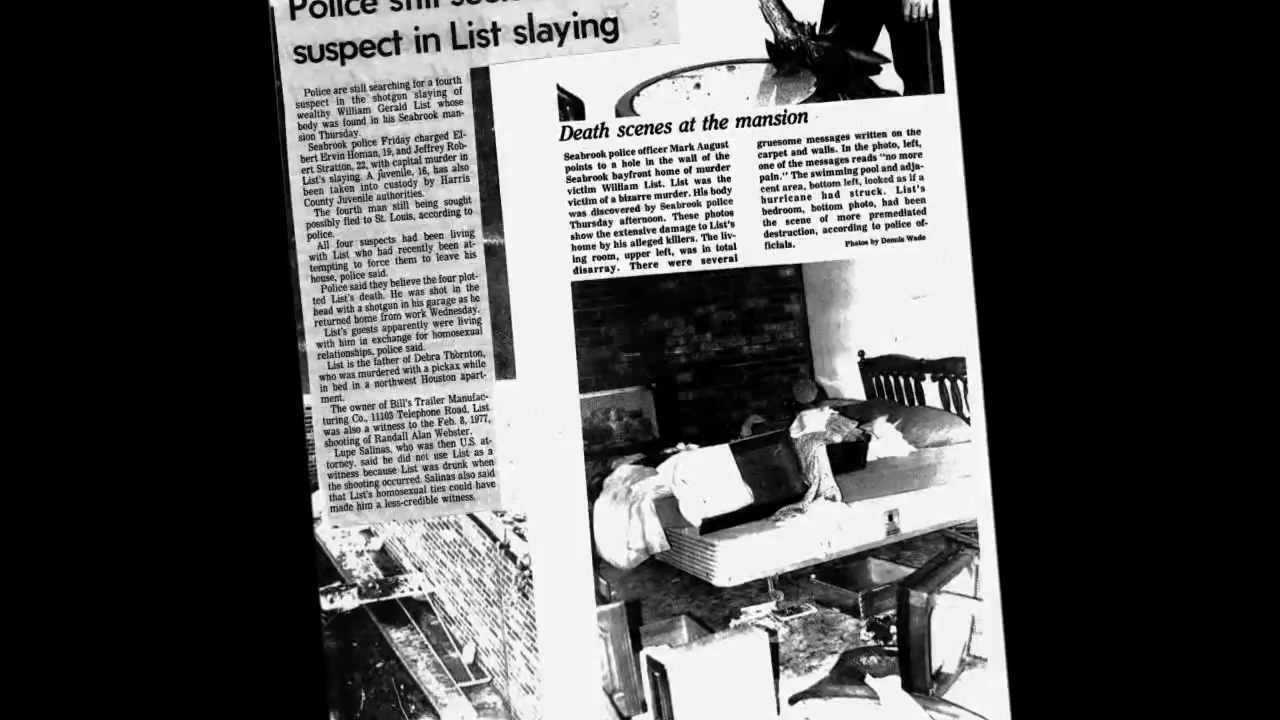 Police still
suspect in List slaying
Police are still searching for a fourth
suspect in the shotgun slaying of
wealthy William Gerald List whose
body was found in his Seabrook man-
sion Thursday.
Seabrook police Friday charged El-
bert Ervin Homan, 19, and Jeffrey Rob-
ert Stratton, 22, with capital murder in
List's slaying. A juvenile, 16, has also
been taken into custody by Harris
County Juvenile authorities.
The fourth man still being sought
possibly fled to St. Louis, according to
police.
All four suspects had been living
with List who had recently been at-
tempting to force them to leave his
house, police said.
Police said they believe the four plot-
ted List's death. He was shot in the
head with a shotgun in his garage as he
returned home from work Wednesday.
List's guests apparently were living
with him in exchange for homosexual
relationships, police said.
List is the father of Debra Thornton,
who was murdered with a pickax while
in bed in a northwest Houston apart-
ment.
The owner of Bill's Trailer Manufac-
turing Co., 11103 Telephone Road, List
was also a witness to the Feb. 8, 1977,
shooting of Randall Alan Webster.
Lupe Salinas, who was then U.S. at-
torney, said he did not use List as a
witness because List was drunk when
the shooting occurred. Salinas also said
that List's homosexual ties could have
made him a less-credible witness.
Death scenes at the mansion
Seabrook police officer Mark August
points to a hole in the wall of the
Seabrook bayfront home of murder
victim William List. List was the
victim of a bizarre murder. His body
was discovered by Seabrook police
Thursday afternoon. These photos
show the extensive damage to List's
home by his alleged killers. The liv-
ing room, upper left, was in total
disarray. There were several
gruesome messages written on the
carpet and walls. In the photo, left,
one of the messages reads "no more
pain." The swimming pool and adja-
cent area, bottom left, looked as if a
hurricane had struck. List's
bedroom, bottom photo, had been
the scene of more premediated
destruction, according to police of-
ficials.
Photos by Dennis Wade